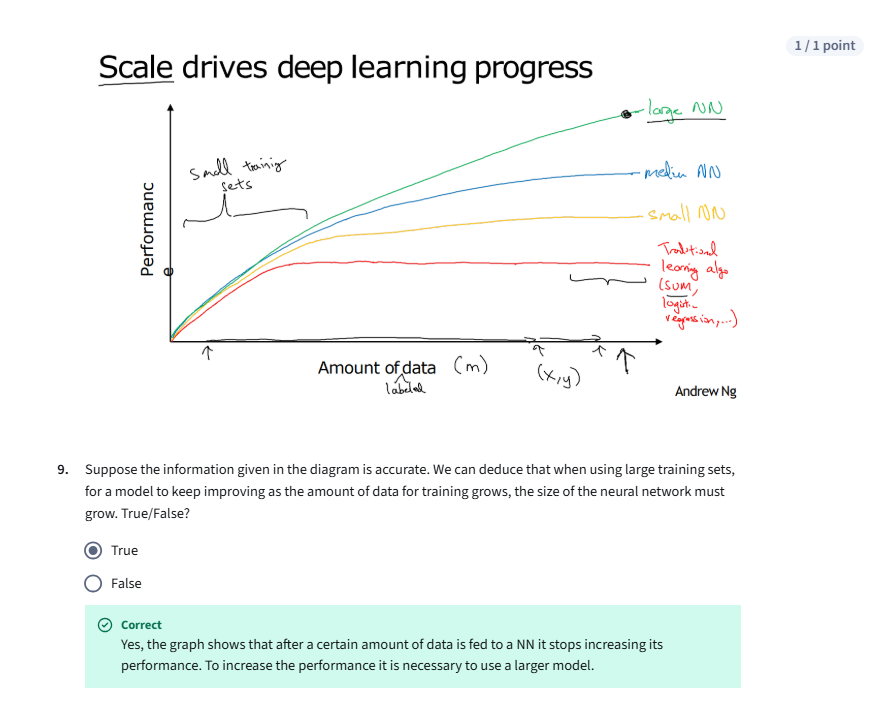 1 / 1 point
Scale drives deep learning progress
large NN
Small training
sets
medium NN
small NN
Performanc
Traditional
learning algo
(SVM,
logistic
regression,...)
Amount of data (m)
labeled
(x,y)
Andrew Ng
9. Suppose the information given in the diagram is accurate. We can deduce that when using large training sets,
for a model to keep improving as the amount of data for training grows, the size of the neural network must
grow. True/False?
True
False
Correct
Yes, the graph shows that after a certain amount of data is fed to a NN it stops increasing its
performance. To increase the performance it is necessary to use a larger model.